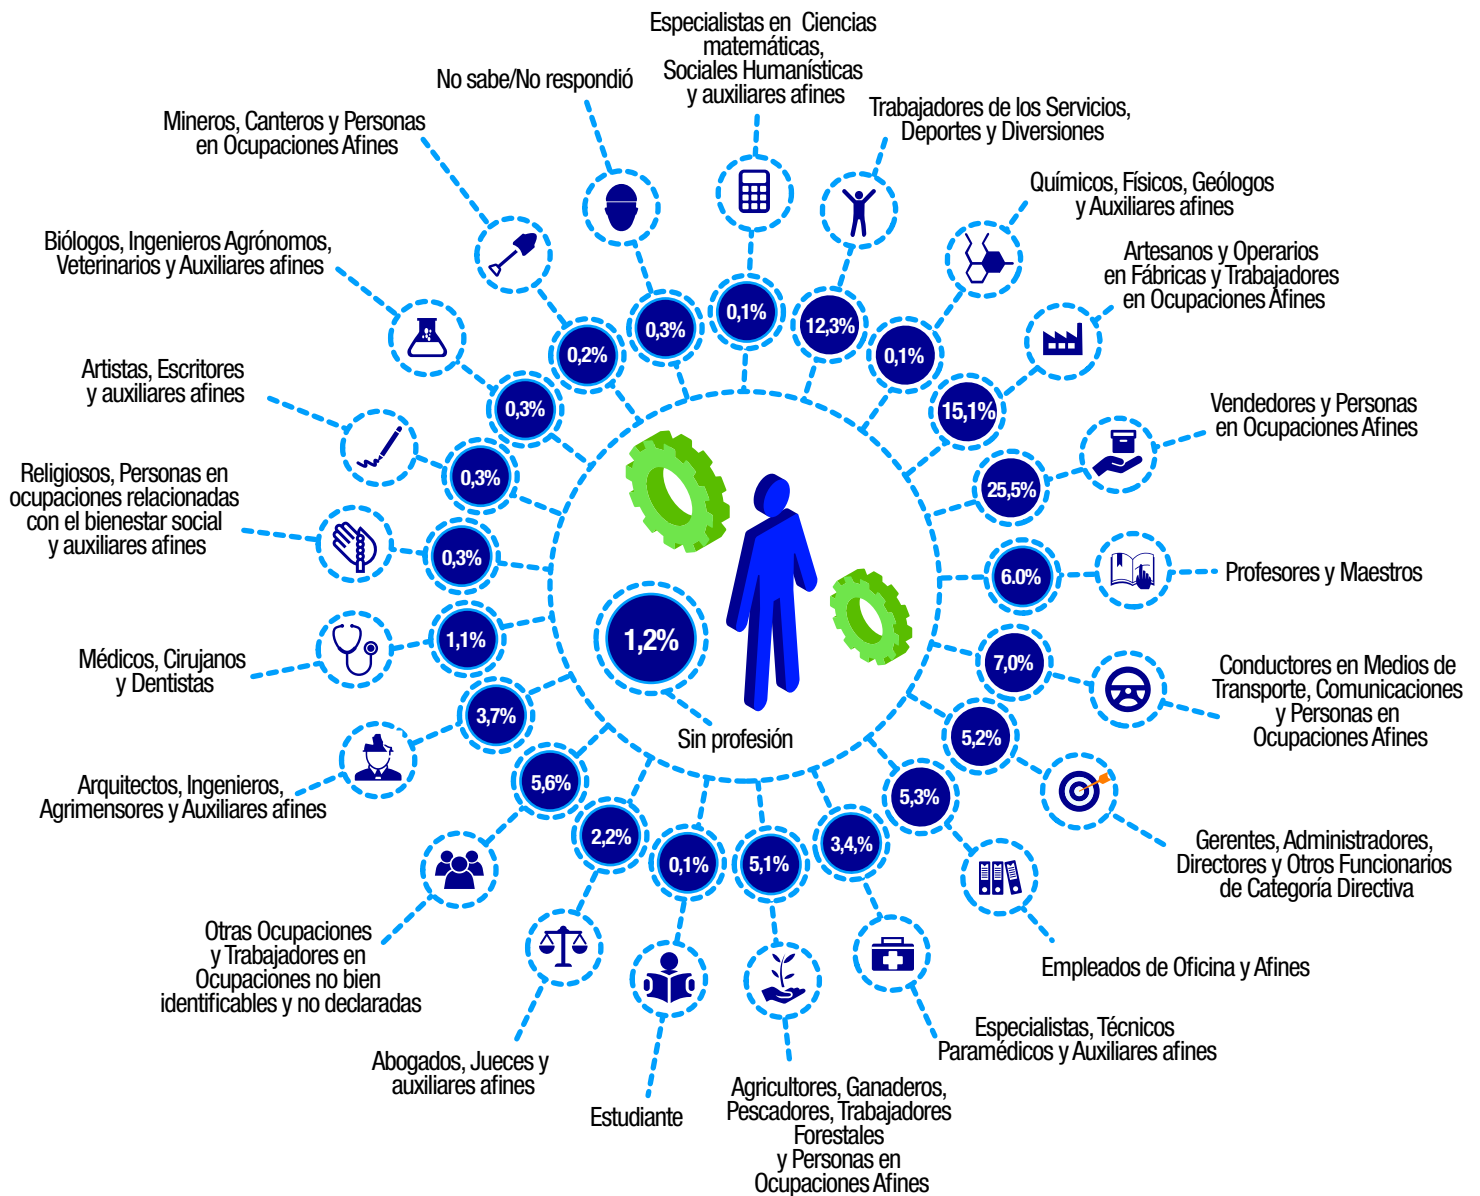 Especialistas en Ciencias
matemáticas,
Sociales Humanísticas
y auxiliares afines
0,1%
Trabajadores de los Servicios,
Deportes y Diversiones
12,3%
Químicos, Físicos, Geólogos
y Auxiliares afines
0,1%
Artesanos y Operarios
en Fábricas y Trabajadores
en Ocupaciones Afines
15,1%
Vendedores y Personas
en Ocupaciones Afines
25,5%
Profesores y Maestros
6.0%
Conductores en Medios de
Transporte, Comunicaciones
y Personas en
Ocupaciones Afines
7,0%
Gerentes, Administradores,
Directores y Otros Funcionarios
de Categoría Directiva
5,2%
Empleados de Oficina y Afines
5,3%
Especialistas, Técnicos
Paramédicos y Auxiliares afines
3,4,%
Agricultores, Ganaderos,
Pescadores, Trabajadores
Forestales
y Personas en
Ocupaciones Afines
5,1%
Estudiante
0,1%
Abogados, Jueces y
auxiliares afines
2,2%
Otras Ocupaciones
y Trabajadores en
Ocupaciones no bien
identificables y no declaradas
5,6%
Arquitectos, Ingenieros,
Agrimensores y Auxiliares afines
3,7%
Médicos, Cirujanos
y Dentistas
1,1%
Religiosos, Personas en
ocupaciones relacionadas
con el bienestar social
y auxiliares afines
0,3%
Artistas, Escritores
y auxiliares afines
0,3%
Biólogos, Ingenieros Agrónomos,
Veterinarios y Auxiliares afines
0,3%
Mineros, Canteros y Personas
en Ocupaciones Afines
0,2%
No sabe/No respondió
0,3%
1,2%
Sin profesión